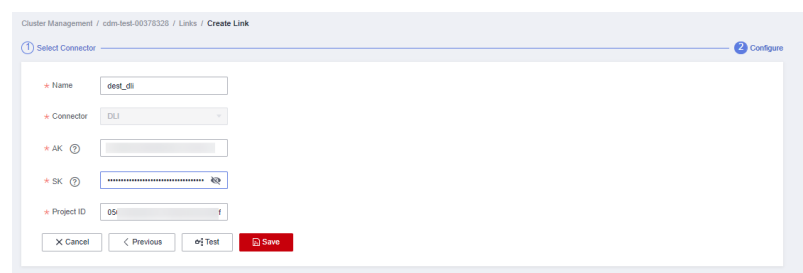 Cluster Management / cdm-test-00378328 / Links / Create Link
1 Select Connector
2 Configure
* Name dest_dli
* Connector DLI
* AK ?
* SK ? ••••••••••••••••••••••••••••••••••
* Project ID 05 f
× Cancel < Previous Test Save